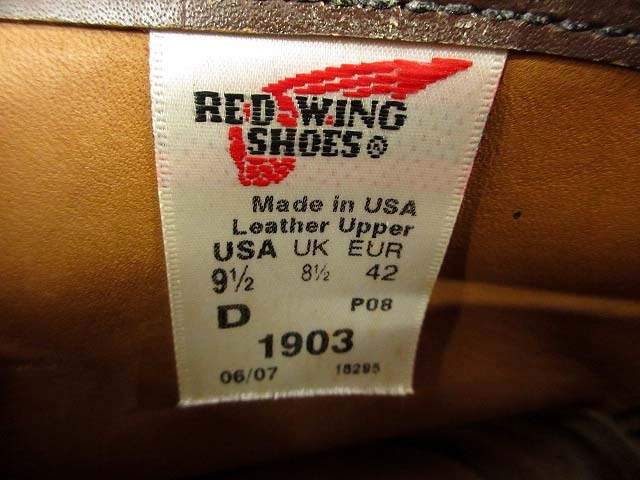 RED WING
SHOES®
Made in USA
Leather Upper
USA UK EUR
9½ 8½ 42
D P08
1903
06/07 18295